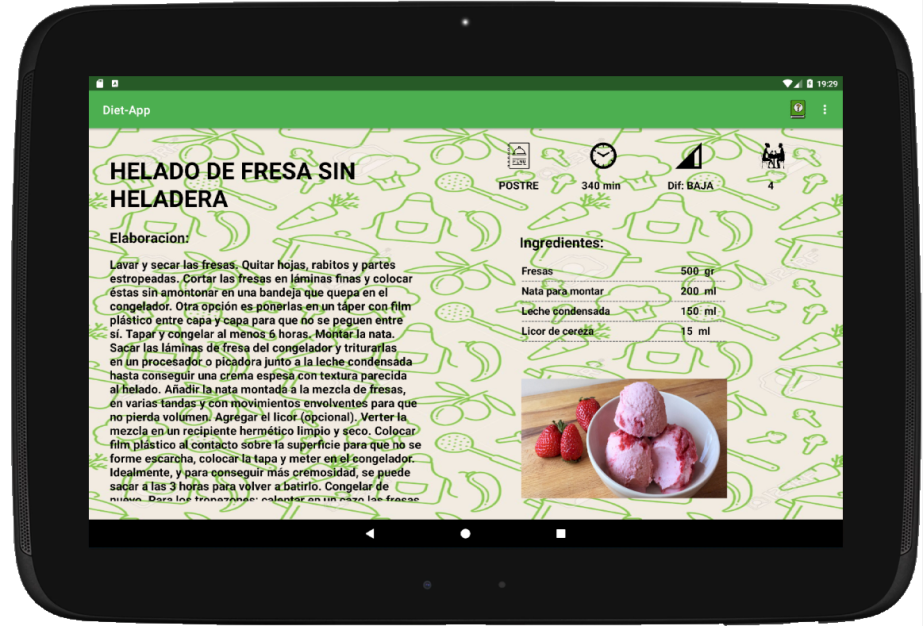 19:29
Diet-App
HELADO DE FRESA SIN
HELADERA
POSTRE
340 min
Dif: BAJA
4
Elaboracion:
Lavar y secar las fresas. Quitar hojas, rabitos y partes
estropeadas. Cortar las fresas en láminas finas y colocar
éstas sin amontonar en una bandeja que quepa en el
congelador. Otra opción es ponerlas en un táper con film
plástico entre capa y capa para que no se peguen entre
sí. Tapar y congelar al menos 6 horas. Montar la nata.
Sacar las láminas de fresa del congelador y triturarlas
en un procesador o picadora junto a la leche condensada
hasta conseguir una crema espesa con textura parecida
al helado. Añadir la nata montada a la mezcla de fresas,
en varias tandas y con movimientos envolventes para que
no pierda volumen. Agregar el licor (opcional). Verter la
mezcla en un recipiente hermético limpio y seco. Colocar
film plástico al contacto sobre la superficie para que no se
forme escarcha, colocar la tapa y meter en el congelador.
Idealmente, y para conseguir más cremosidad, se puede
sacar a las 3 horas para volver a batirlo. Congelar de
nuevo. Para los tropezones: calentar en un cazo las fresas
Ingredientes:
Fresas 500 gr
Nata para montar 200 ml
Leche condensada 150 ml
Licor de cereza 15 ml